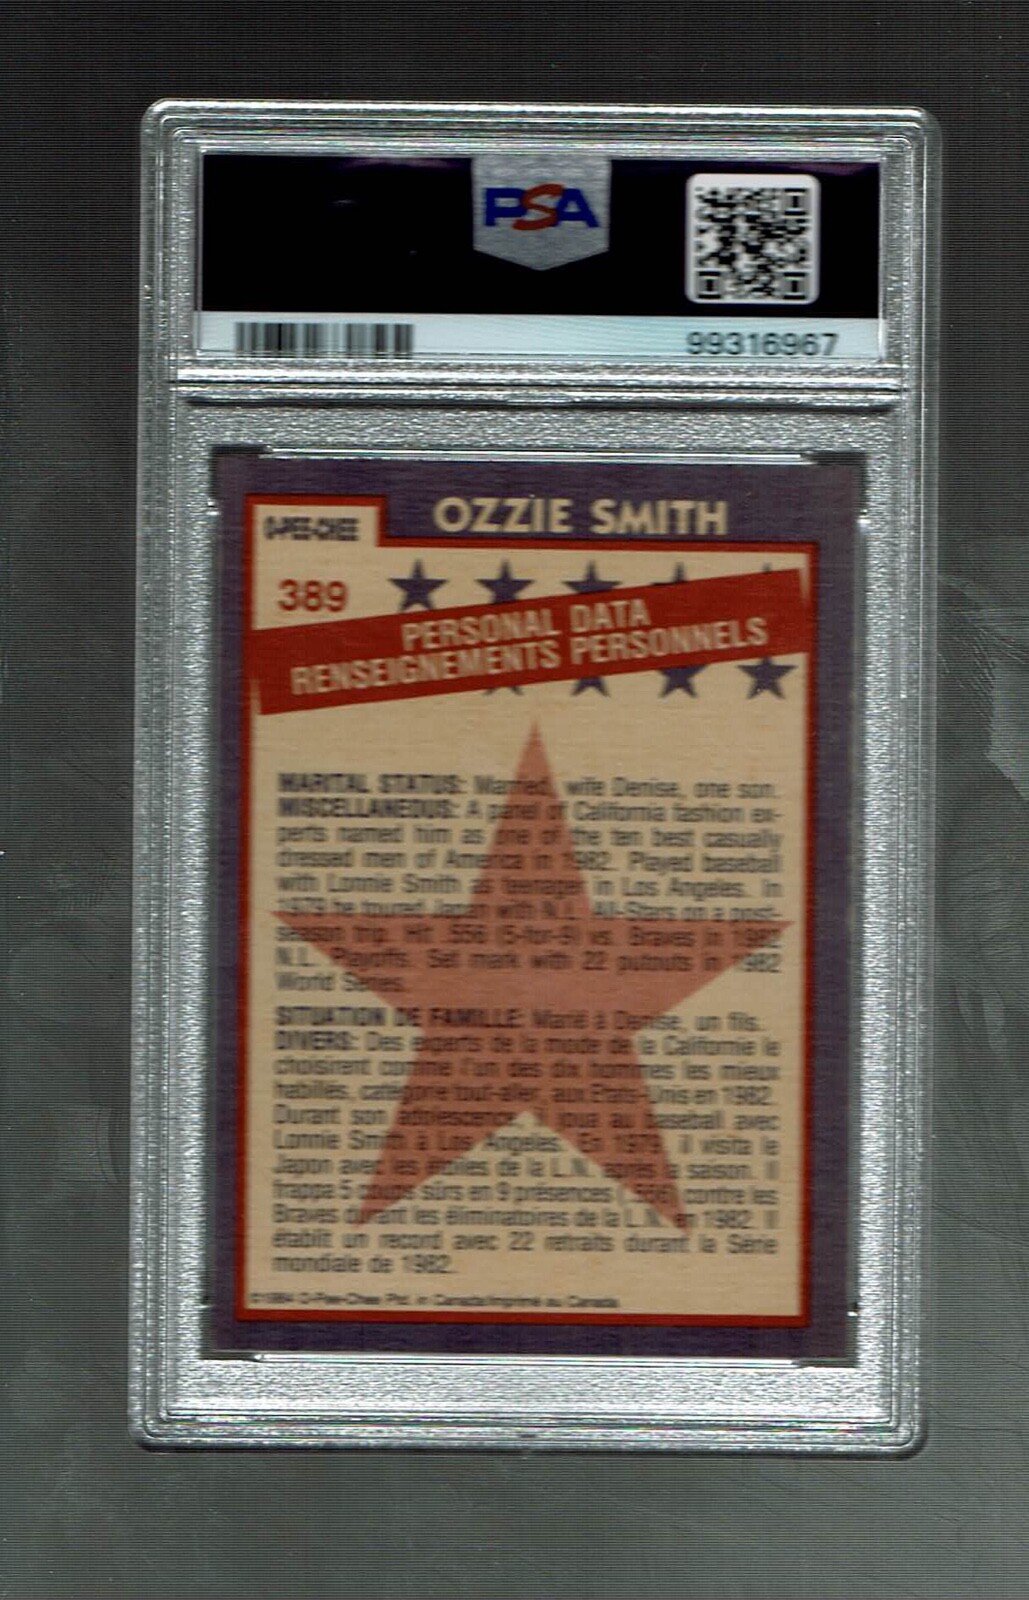 PSA
99316967
OZZIE SMITH
O-PEE-CHEE
389
PERSONAL DATA
RENSEIGNEMENTS PERSONNELS
MARITAL STATUS: Married, wife Denise, one son.
MISCELLANEOUS: A panel of California fashion ex-
perts named him as one of the ten best casually
dressed men of America in 1982. Played baseball
with Lonnie Smith as teenager in Los Angeles. In
1979 he toured Japan with N.L. All-Stars on a post-
season trip. Hit .556 (5-for-9) vs. Braves in 1982
N.L. Playoffs. Set mark with 22 putouts in 1982
World Series.
SITUATION DE FAMILLE: Marié à Denise, un fils.
DIVERS: Des experts de la mode de la Californie le
choisirent comme l'un des dix hommes les mieux
habillés, catégorie tout-aller, aux Etats-Unis en 1982.
Durant son adolescence, joua au baseball avec
Lonnie Smith à Los Angeles. En 1979, il visita le
Japon avec les étoiles de la L.N. après la saison. Il
frappa 5 coups sûrs en 9 présences (.556) contre les
Braves durant les éliminatoires de la L.N. en 1982. Il
établit un record avec 22 retraits durant la Série
mondiale de 1982.
©1984 O-Pee-Chee Ptd. in Canada/Imprimé au Canada